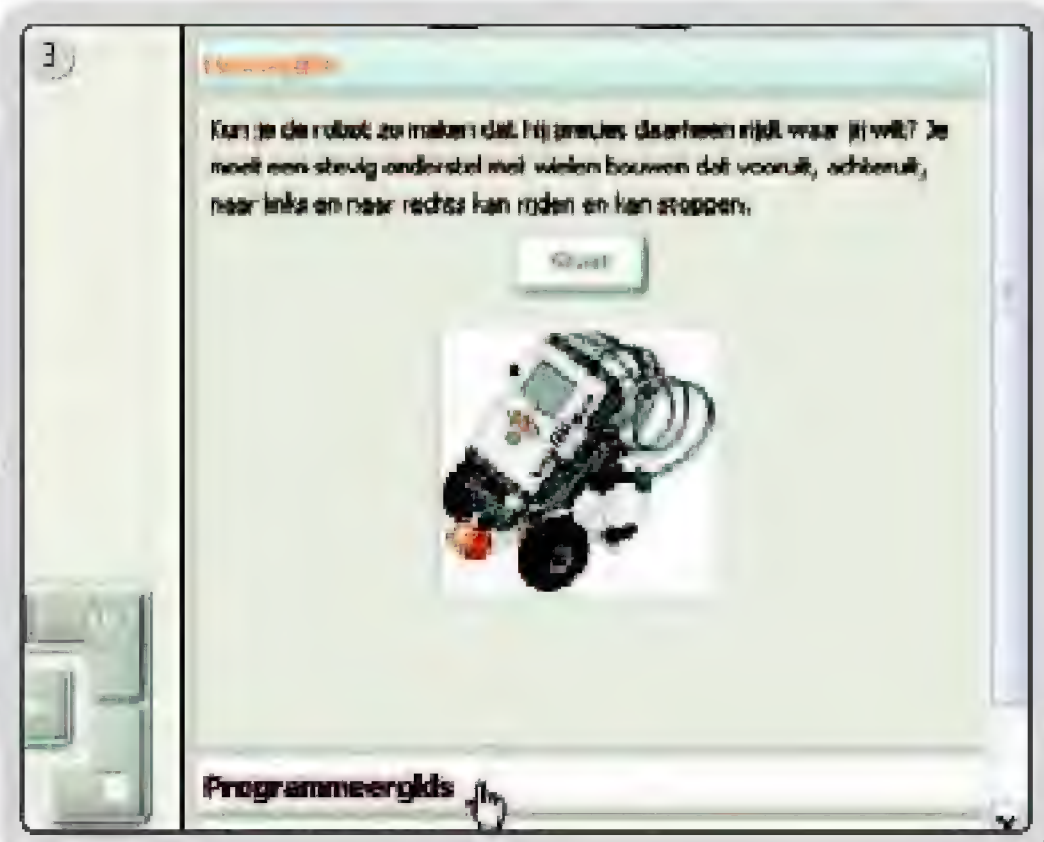 3
Kun je de robot zo maken dat hij precies daarheen rijdt waar jij wilt? Je
moet een stevig onderstel met wielen bouwen dat vooruit, achteruit,
naar links en naar rechts kan rijden en kan stoppen.
Programmeergids